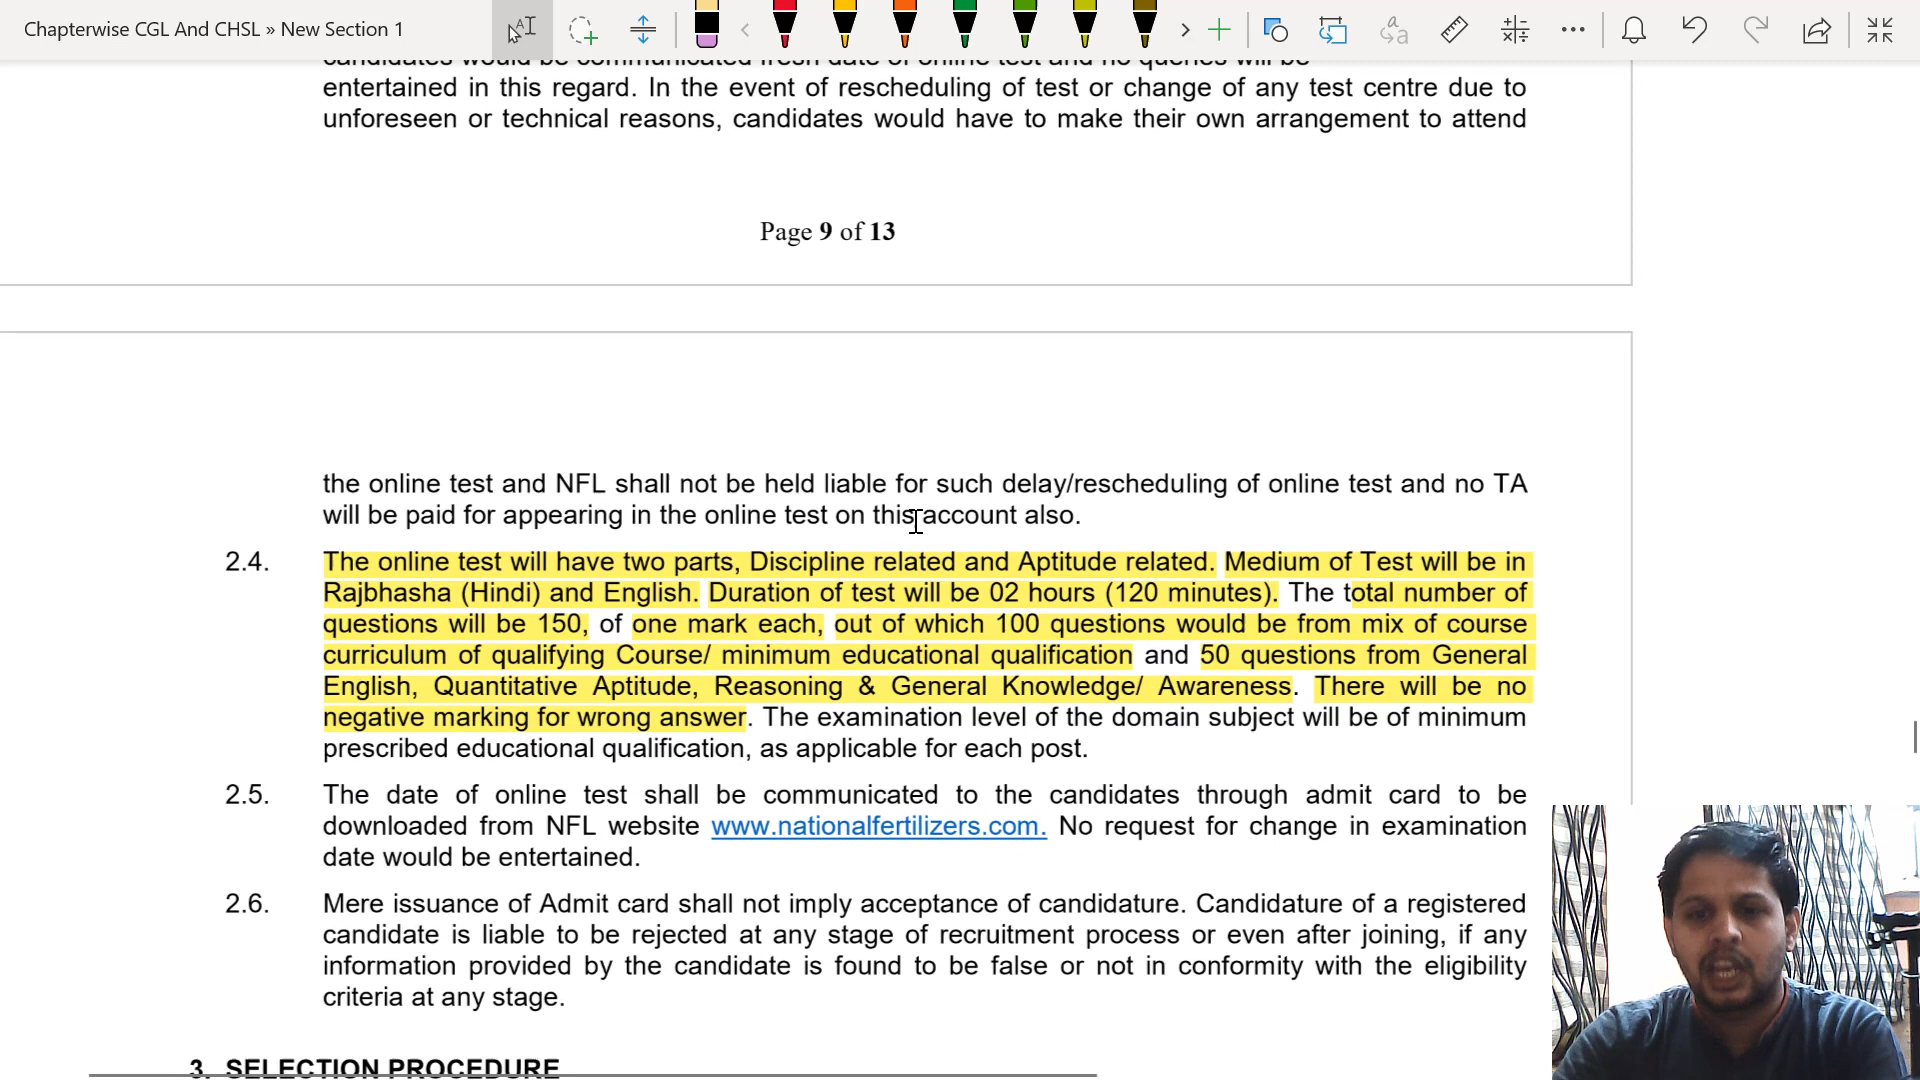 Chapterwise CGL And CHSL » New Section 1
candidates would be communicated fresh date of online test and no queries will be
entertained in this regard. In the event of rescheduling of test or change of any test centre due to
unforeseen or technical reasons, candidates would have to make their own arrangement to attend
Page 9 of 13
the online test and NFL shall not be held liable for such delay/rescheduling of online test and no TA
will be paid for appearing in the online test on this account also.
2.4. The online test will have two parts, Discipline related and Aptitude related. Medium of Test will be in
Rajbhasha (Hindi) and English. Duration of test will be 02 hours (120 minutes). The total number of
questions will be 150, of one mark each, out of which 100 questions would be from mix of course
curriculum of qualifying Course/ minimum educational qualification and 50 questions from General
English, Quantitative Aptitude, Reasoning & General Knowledge/ Awareness. There will be no
negative marking for wrong answer. The examination level of the domain subject will be of minimum
prescribed educational qualification, as applicable for each post.
2.5. The date of online test shall be communicated to the candidates through admit card to be
downloaded from NFL website www.nationalfertilizers.com. No request for change in examination
date would be entertained.
2.6. Mere issuance of Admit card shall not imply acceptance of candidature. Candidature of a registered
candidate is liable to be rejected at any stage of recruitment process or even after joining, if any
information provided by the candidate is found to be false or not in conformity with the eligibility
criteria at any stage.
3. SELECTION PROCEDURE